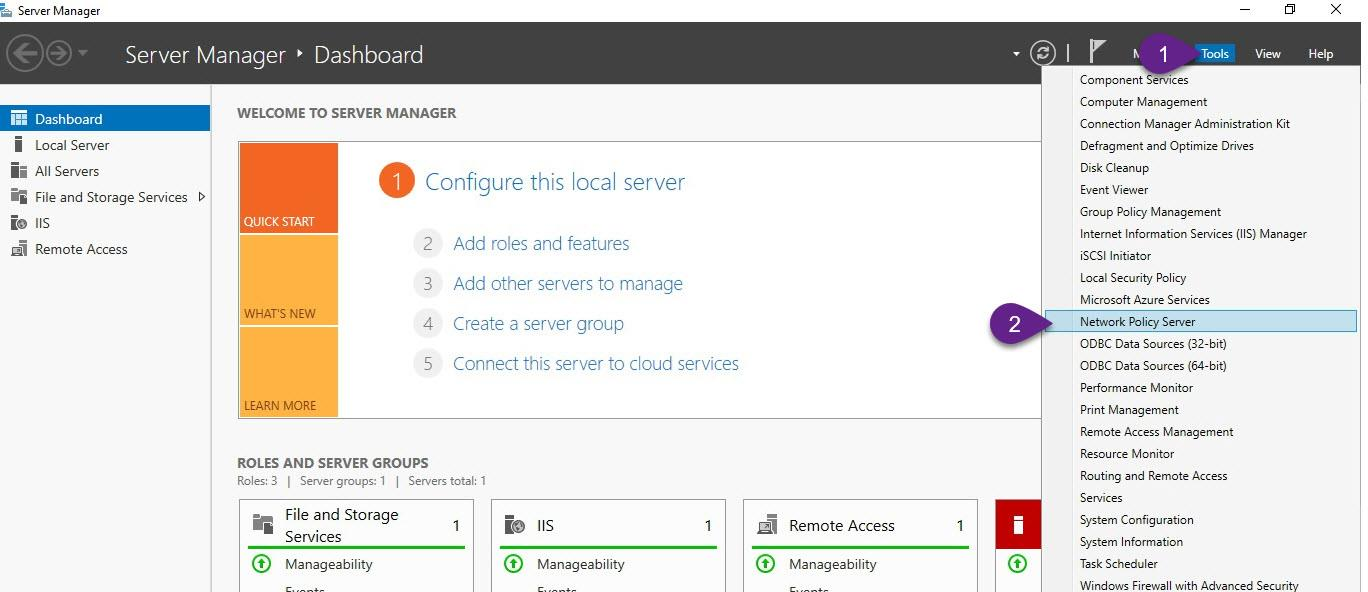 Server Manager
Server Manager ‣ Dashboard
1
Tools
View
Help
Dashboard
Local Server
All Servers
File and Storage Services
IIS
Remote Access
WELCOME TO SERVER MANAGER
QUICK START
WHAT'S NEW
LEARN MORE
1 Configure this local server
2 Add roles and features
3 Add other servers to manage
4 Create a server group
5 Connect this server to cloud services
ROLES AND SERVER GROUPS
Roles: 3 | Server groups: 1 | Servers total: 1
File and Storage
Services
1
Manageability
Events
IIS
1
Manageability
Events
Remote Access
1
Manageability
Events
Component Services
Computer Management
Connection Manager Administration Kit
Defragment and Optimize Drives
Disk Cleanup
Event Viewer
Group Policy Management
Internet Information Services (IIS) Manager
iSCSI Initiator
Local Security Policy
Microsoft Azure Services
2
Network Policy Server
ODBC Data Sources (32-bit)
ODBC Data Sources (64-bit)
Performance Monitor
Print Management
Remote Access Management
Resource Monitor
Routing and Remote Access
Services
System Configuration
System Information
Task Scheduler
Windows Firewall with Advanced Security